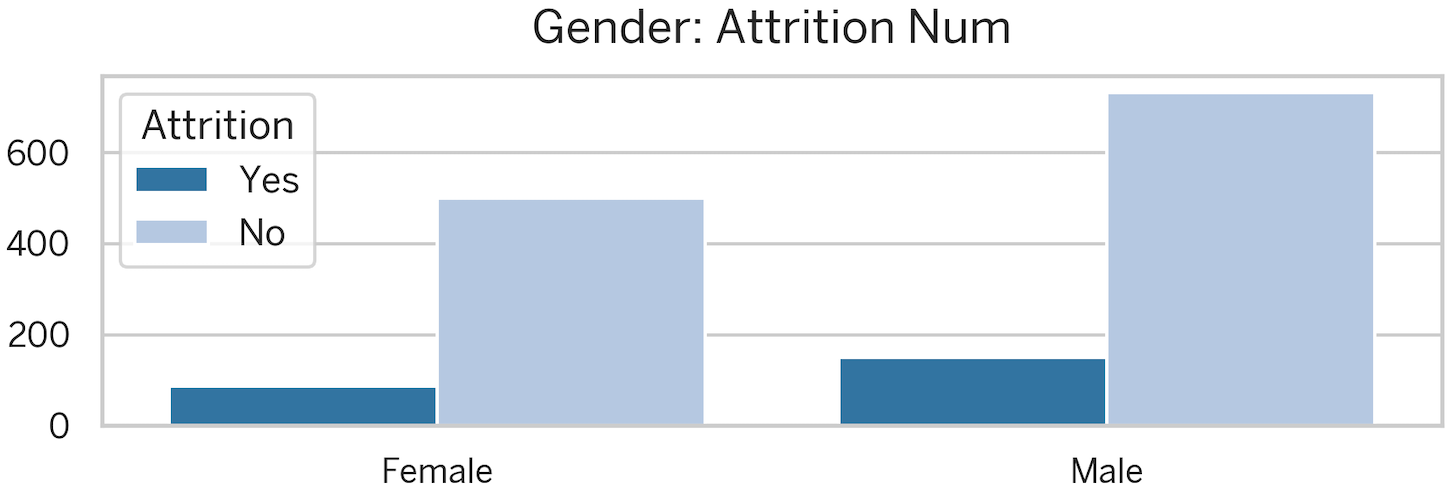 Gender: Attrition Num
Attrition
Yes
No
600
400
200
0
Female
Male